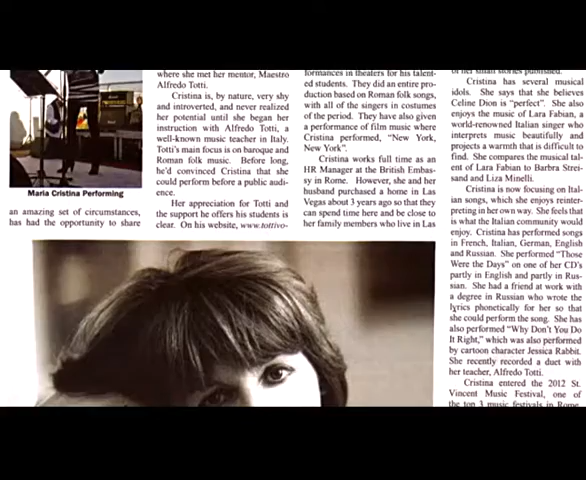 Maria Cristina Performing
an amazing set of circumstances,
has had the opportunity to share
where she met her mentor, Maestro
Alfredo Totti.
Cristina is, by nature, very shy
and introverted, and never realized
her potential until she began her
instruction with Alfredo Totti, a
well-known music teacher in Italy.
Totti's main focus is on baroque and
Roman folk music. Before long,
he'd convinced Cristina that she
could perform before a public audi-
ence.
Her appreciation for Totti and
the support he offers his students is
clear. On his website, www.tottivo-
formances in theaters for his talent-
ed students. They did an entire pro-
duction based on Roman folk songs,
with all of the singers in costumes
of the period. They have also given
a performance of film music where
Cristina performed, "New York,
New York".
Cristina works full time as an
HR Manager at the British Embas-
sy in Rome. However, she and her
husband purchased a home in Las
Vegas about 3 years ago so that they
can spend time here and be close to
her family members who live in Las
of her small stories published.
Cristina has several musical
idols. She says that she believes
Celine Dion is "perfect". She also
enjoys the music of Lara Fabian, a
world-renowned Italian singer who
interprets music beautifully and
projects a warmth that is difficult to
find. She compares the musical tal-
ent of Lara Fabian to Barbra Strei-
sand and Liza Minelli.
Cristina is now focusing on Ital-
ian songs, which she enjoys reinter-
preting in her own way. She feels that
is what the Italian community would
enjoy. Cristina has performed songs
in French, Italian, German, English
and Russian. She performed "Those
Were the Days" on one of her CD's
partly in English and partly in Rus-
sian. She had a friend at work with
a degree in Russian who wrote the
lyrics phonetically for her so that
she could perform the song. She has
also performed "Why Don't You Do
It Right," which was also performed
by cartoon character Jessica Rabbit.
She recently recorded a duet with
her teacher, Alfredo Totti.
Cristina entered the 2012 St.
Vincent Music Festival, one of
the top 3 music festivals in Rome.